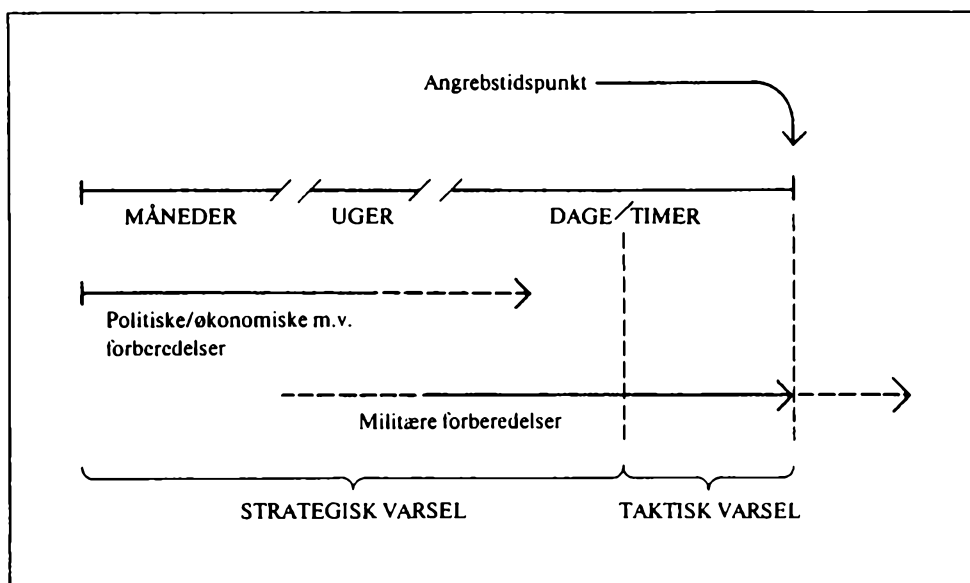 Angrebstidspunkt
MÅNEDER UGER DAGE/TIMER
Politiske/økonomiske m.v.
forberedelser
Militære forberedelser
STRATEGISK VARSEL TAKTISK VARSEL